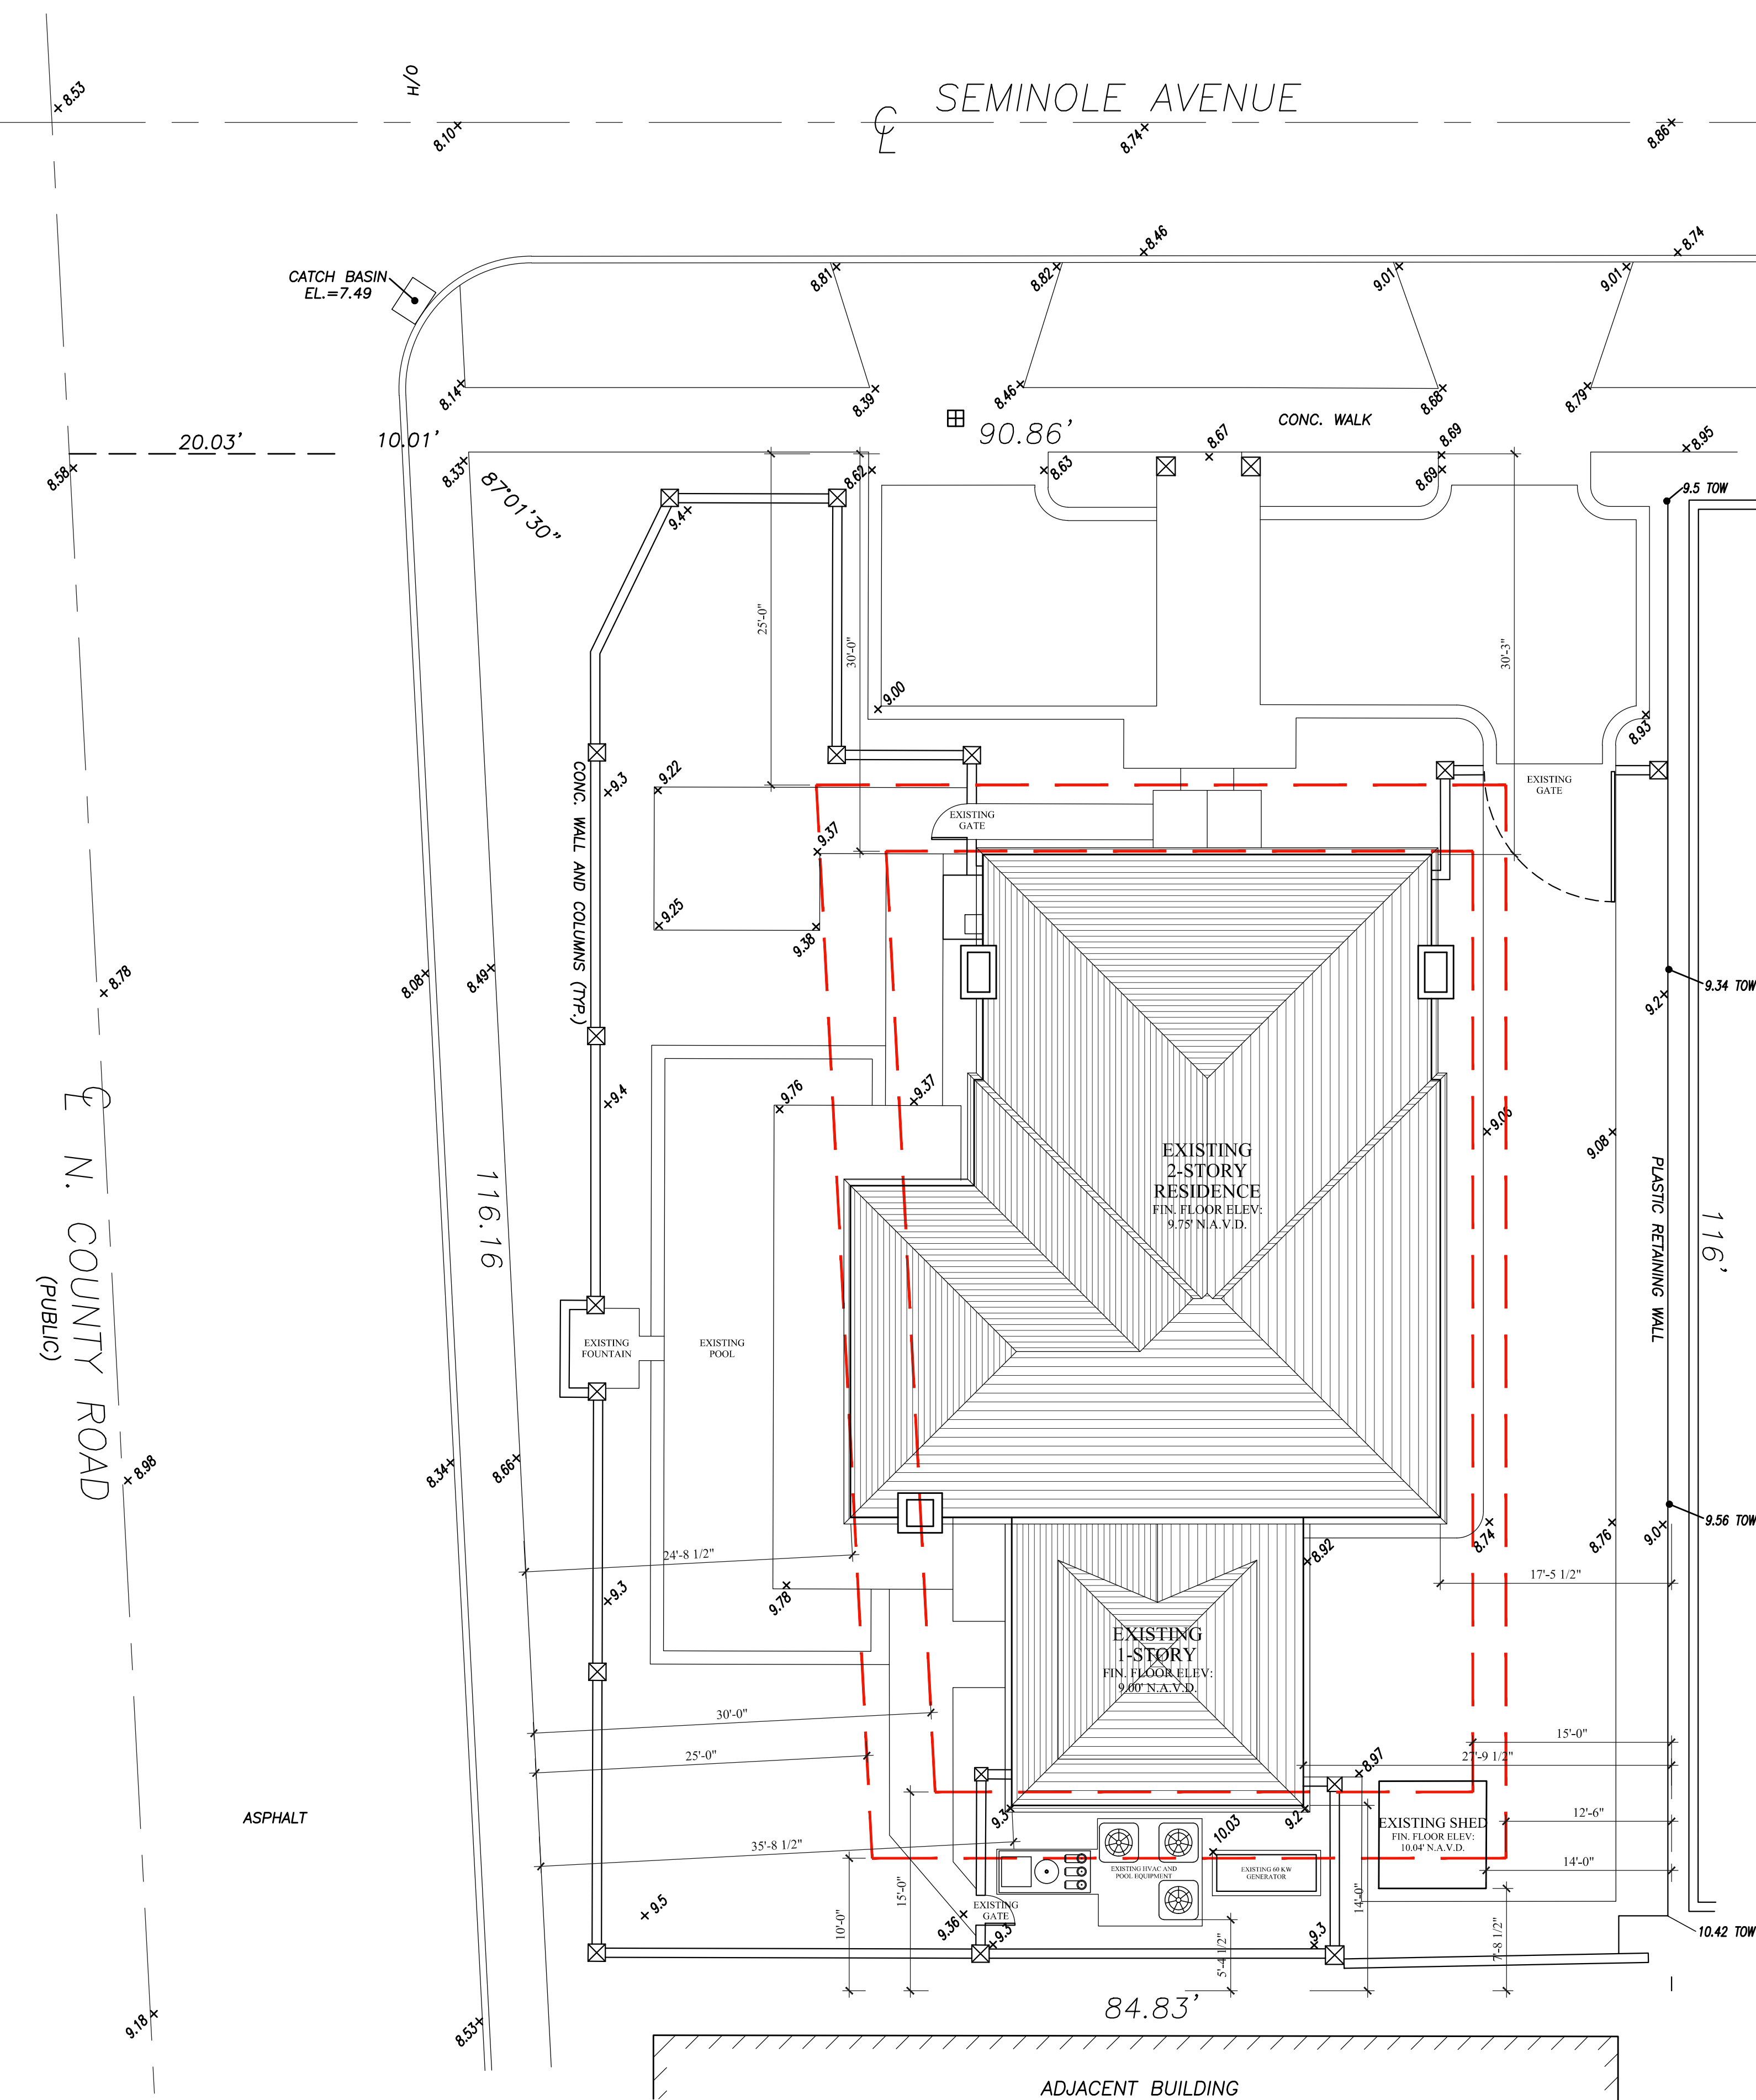 SEMINOLE AVENUE
℄
O/H
8.53
8.10
8.74
8.86
8.46
8.74
CATCH BASIN
EL.=7.49
8.81
8.82
9.01
9.01
8.14
8.39
8.46
8.68
8.79
20.03'
10.01'
90.86'
CONC. WALK
8.58
8.33
87°01'30"
8.62
8.63
8.67
8.69
8.69
8.95
9.5 TOW
9.4
25'-0"
30'-0"
30'-3"
9.00
8.93
CONC. WALL AND COLUMNS (TYP.)
9.3
9.22
EXISTING
GATE
EXISTING
GATE
9.37
9.25
9.38
8.78
8.08
8.49
9.34 TOW
9.2
9.4
9.76
9.37
9.08
℄ N. COUNTY ROAD
(PUBLIC)
116.16
EXISTING
2-STORY
RESIDENCE
FIN. FLOOR ELEV:
9.75' N.A.V.D.
PLASTIC RETAINING WALL
116'
EXISTING
FOUNTAIN
EXISTING
POOL
8.98
8.34
8.66
9.56 TOW
8.92
8.74
8.76
9.0
24'-8 1/2"
17'-5 1/2"
9.3
9.78
EXISTING
1-STORY
FIN. FLOOR ELEV:
9.00' N.A.V.D.
30'-0"
25'-0"
15'-0"
27'-9 1/2"
8.97
ASPHALT
9.3
9.2
10.03
EXISTING SHED
FIN. FLOOR ELEV:
10.04' N.A.V.D.
12'-6"
35'-8 1/2"
14'-0"
EXISTING HVAC AND
POOL EQUIPMENT
EXISTING 60 KW
GENERATOR
15'-0"
10'-0"
14'-0"
EXISTING
GATE
9.5
9.36
9.3
9.3
5'-4 1/2"
7'-8 1/2"
10.42 TOW
84.83'
9.18
8.53
ADJACENT BUILDING